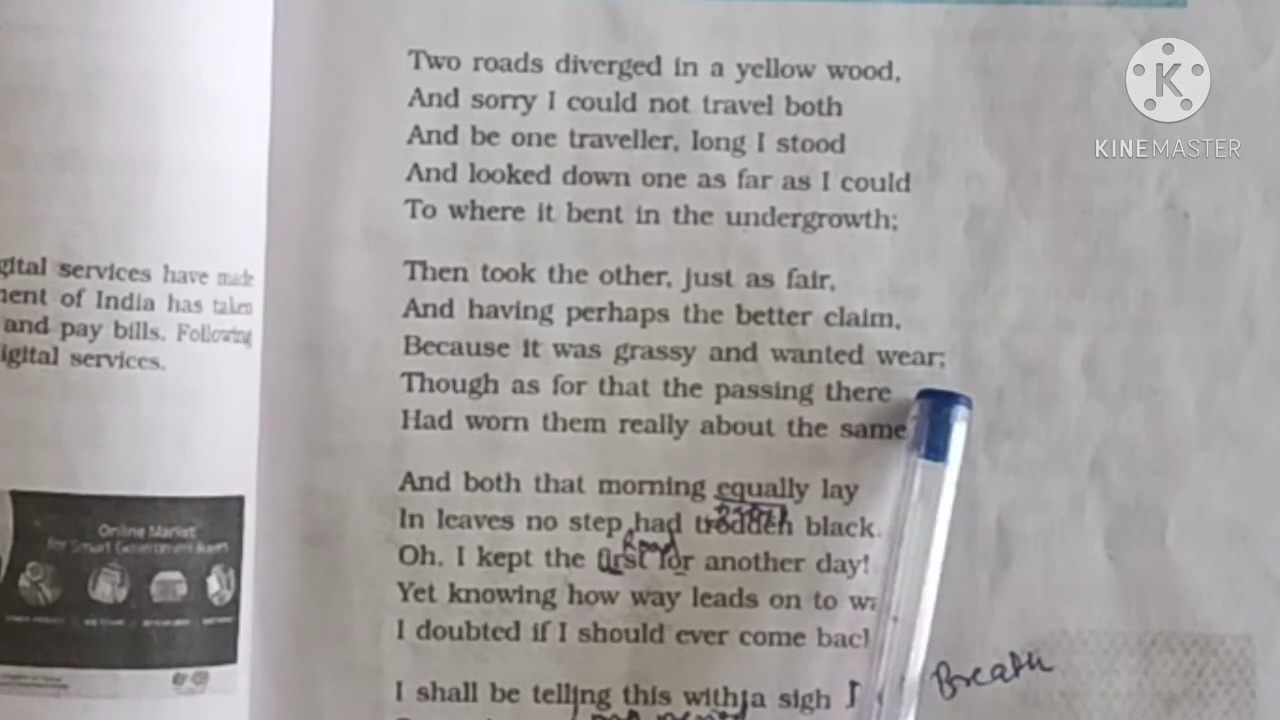 KINEMASTER
Two roads diverged in a yellow wood,
And sorry I could not travel both
And be one traveller, long I stood
And looked down one as far as I could
To where it bent in the undergrowth;
Then took the other, just as fair,
And having perhaps the better claim,
Because it was grassy and wanted wear;
Though as for that the passing there
Had worn them really about the same
And both that morning equally lay
In leaves no step had trodden black.
Road
Oh, I kept the first for another day!
Yet knowing how way leads on to
I doubted if I should ever come
I shall be telling this with a sigh
Breath
gital services have made
ment of India has taken
and pay bills. Following
igital services.
Online Market
for Smart Government Buyers